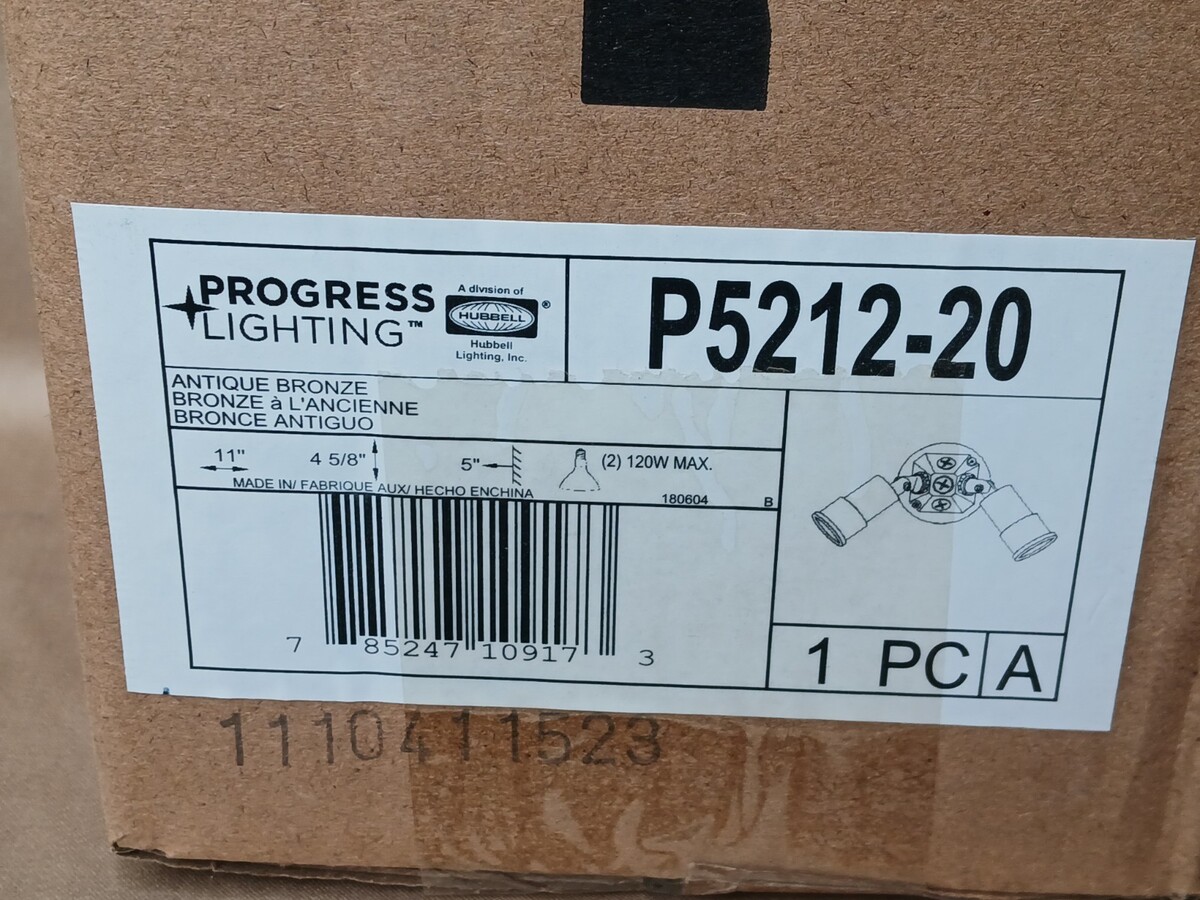 PROGRESS
LIGHTING™
A division of
HUBBELL®
Hubbell
Lighting, Inc.
P5212-20
ANTIQUE BRONZE
BRONZE à L'ANCIENNE
BRONCE ANTIGUO
11" 4 5/8" 5" (2) 120W MAX.
MADE IN/ FABRIQUE AUX/ HECHO ENCHINA 180604 B
7 85247 10917 3
1 PC A
1110411523